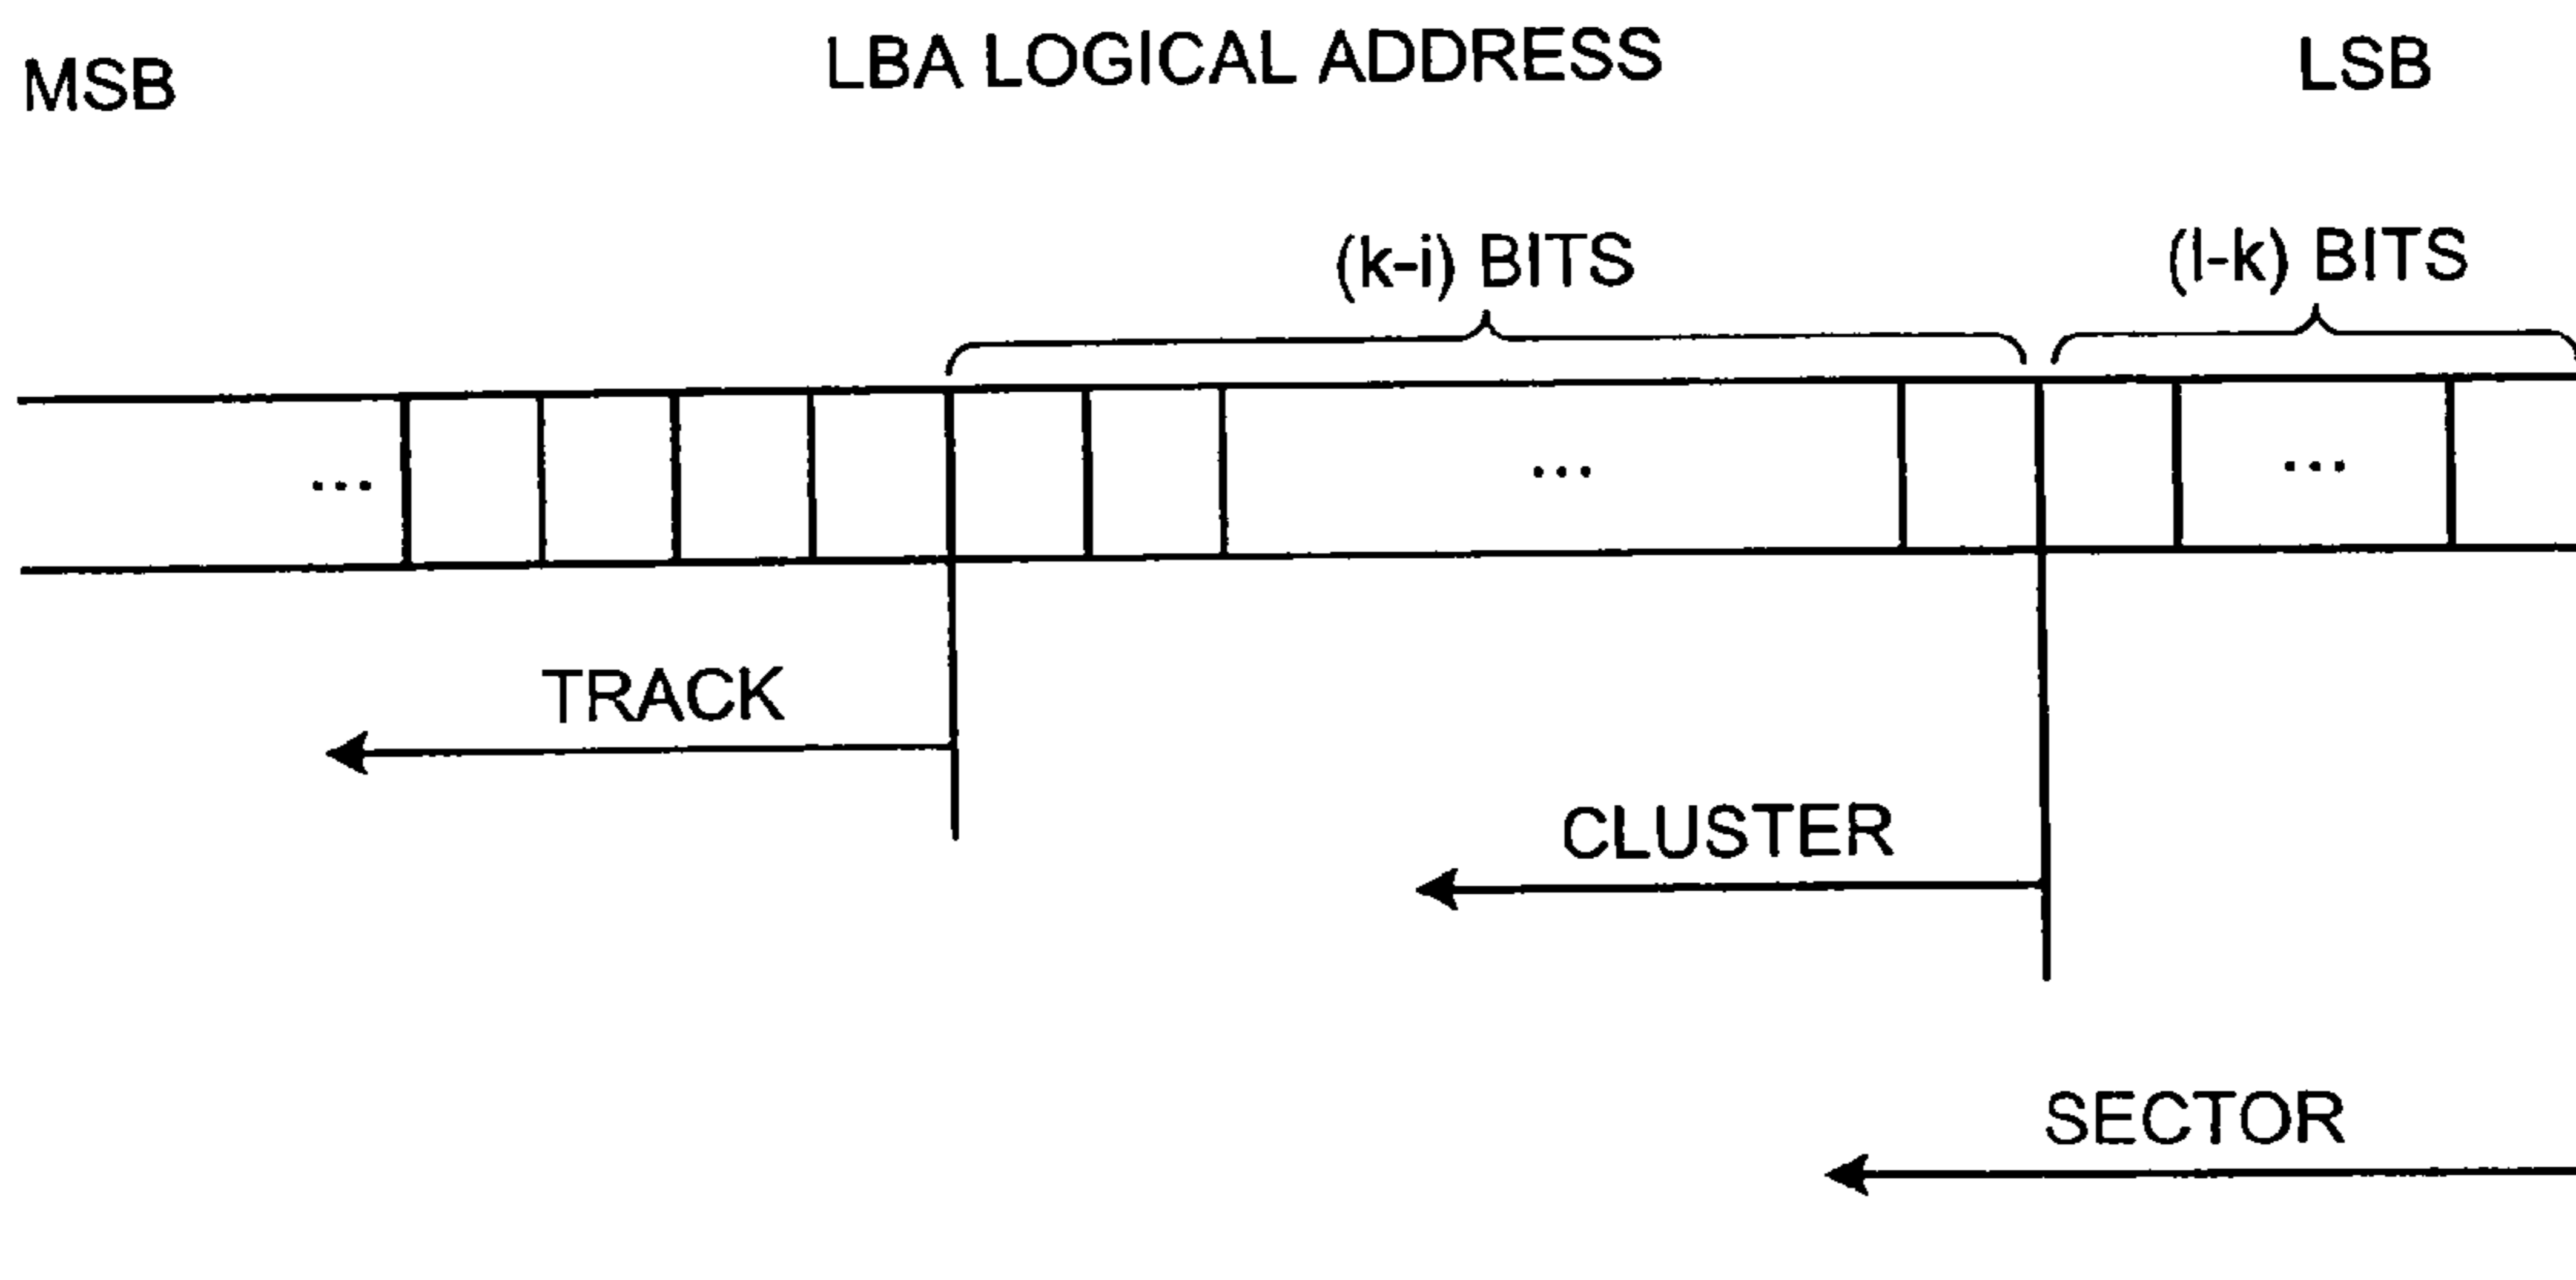 MSB LBA LOGICAL ADDRESS LSB
(k-i) BITS (l-k) BITS
... ... ...
TRACK
CLUSTER
SECTOR